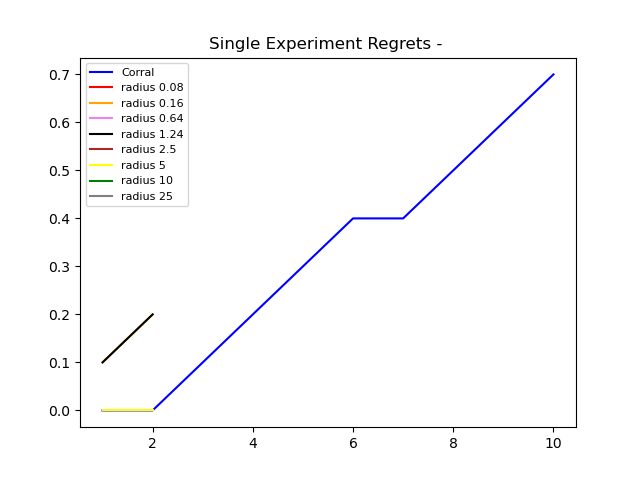 Single Experiment Regrets -
Corral
radius 0.08
radius 0.16
radius 0.64
radius 1.24
radius 2.5
radius 5
radius 10
radius 25
0.7
0.6
0.5
0.4
0.3
0.2
0.1
0.0
2 4 6 8 10